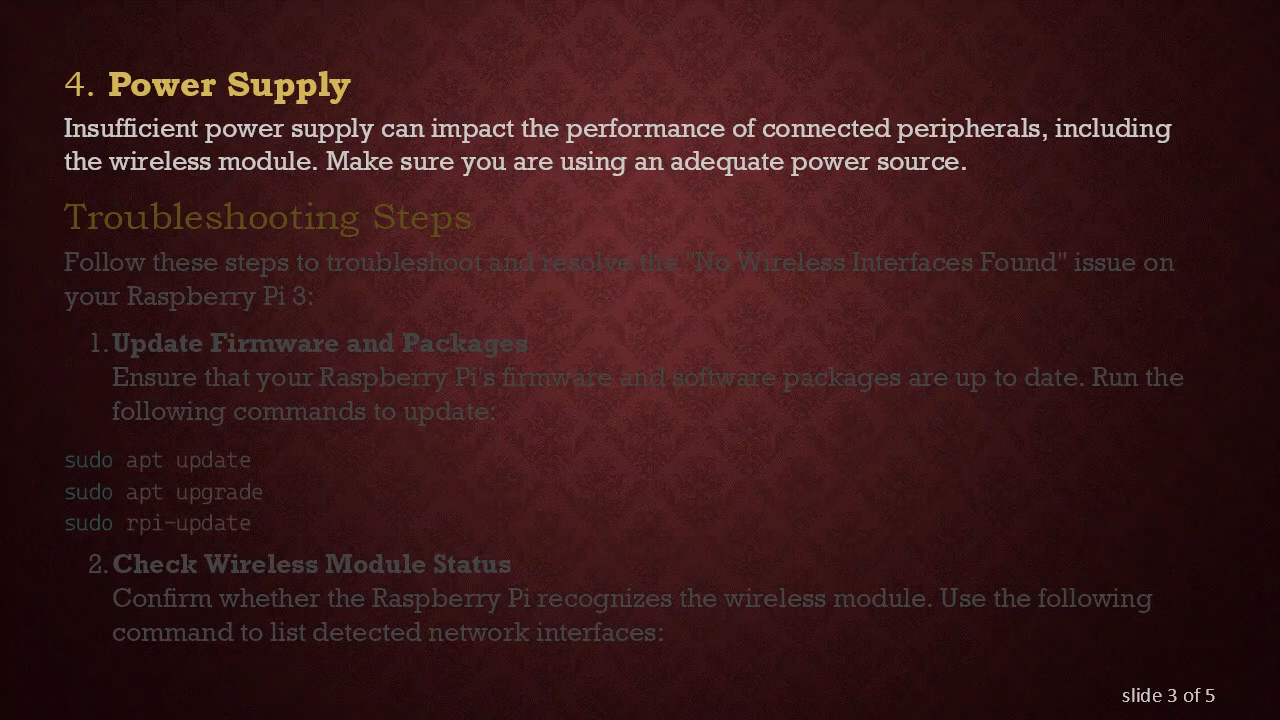 4. Power Supply
Insufficient power supply can impact the performance of connected peripherals, including
the wireless module. Make sure you are using an adequate power source.
Troubleshooting Steps
Follow these steps to troubleshoot and resolve the "No Wireless Interfaces Found" issue on
your Raspberry Pi 3:
1. Update Firmware and Packages
Ensure that your Raspberry Pi's firmware and software packages are up to date. Run the
following commands to update:
sudo apt update
sudo apt upgrade
sudo rpi-update
2. Check Wireless Module Status
Confirm whether the Raspberry Pi recognizes the wireless module. Use the following
command to list detected network interfaces:
slide 3 of 5